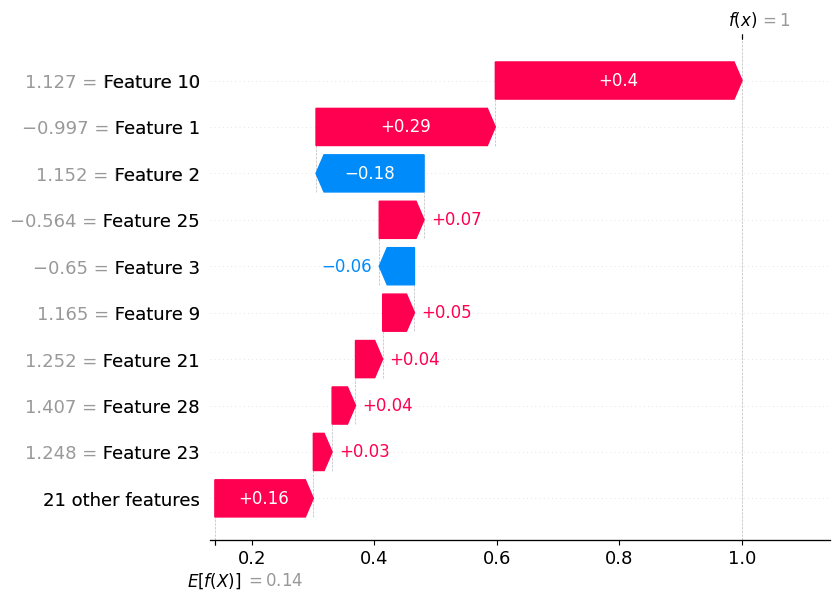 f(x) = 1
1.127 = Feature 10
+0.4
−0.997 = Feature 1
+0.29
1.152 = Feature 2
−0.18
−0.564 = Feature 25
+0.07
−0.65 = Feature 3
−0.06
1.165 = Feature 9
+0.05
1.252 = Feature 21
+0.04
1.407 = Feature 28
+0.04
1.248 = Feature 23
+0.03
21 other features
+0.16
0.2 0.4 0.6 0.8 1.0
E[f(X)] = 0.14